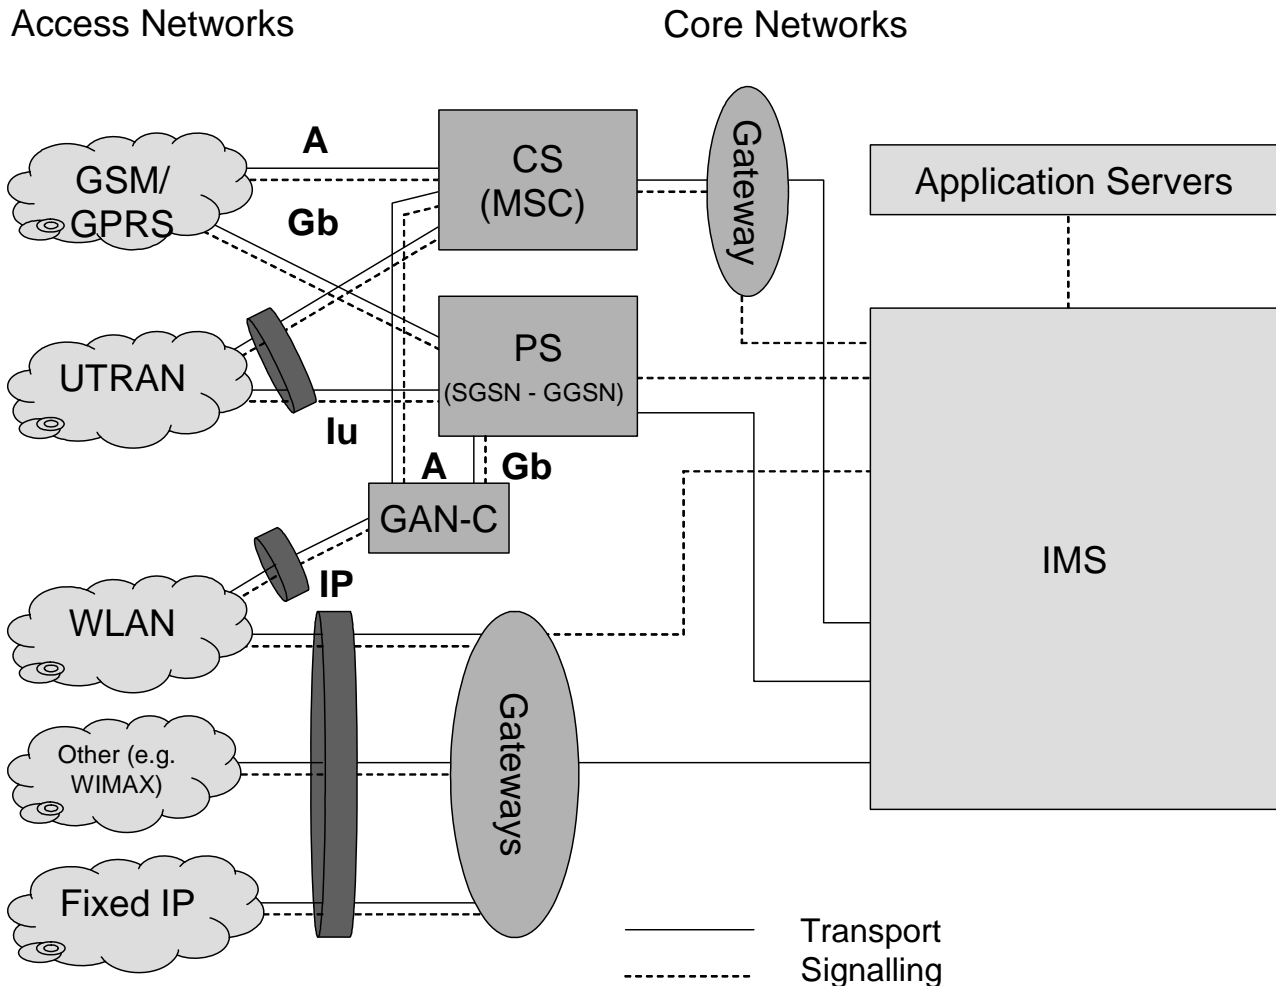 Access Networks
Core Networks
A
GSM/
GPRS
Gb
CS
(MSC)
Gateway
Application Servers
UTRAN
Iu
PS
(SGSN - GGSN)
A
Gb
GAN-C
IP
IMS
WLAN
Other (e.g.
WIMAX)
Gateways
Fixed IP
Transport
Signalling